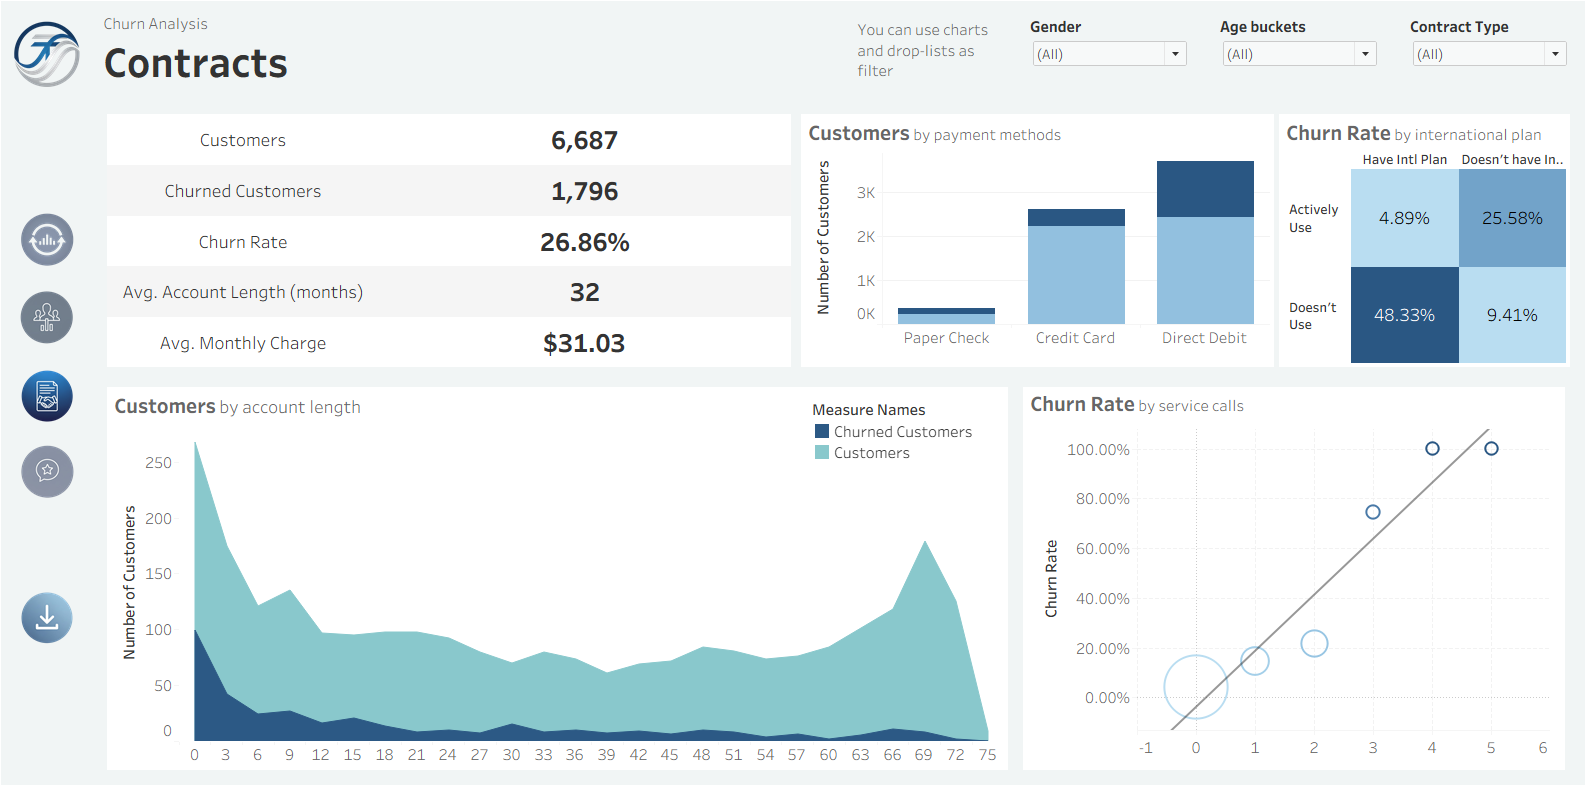 Churn Analysis
Contracts
You can use charts
and drop-lists as
filter
Gender
(All)
Age buckets
(All)
Contract Type
(All)
Customers 6,687
Churned Customers 1,796
Churn Rate 26.86%
Avg. Account Length (months) 32
Avg. Monthly Charge $31.03
Customers by payment methods
Number of Customers
3K
2K
1K
0K
Paper Check Credit Card Direct Debit
Churn Rate by international plan
Have Intl Plan Doesn't have In..
Actively
Use
4.89% 25.58%
Doesn't
Use
48.33% 9.41%
Customers by account length
Measure Names
Churned Customers
Customers
Number of Customers
250
200
150
100
50
0
0 3 6 9 12 15 18 21 24 27 30 33 36 39 42 45 48 51 54 57 60 63 66 69 72 75
Churn Rate by service calls
Churn Rate
100.00%
80.00%
60.00%
40.00%
20.00%
0.00%
-1 0 1 2 3 4 5 6